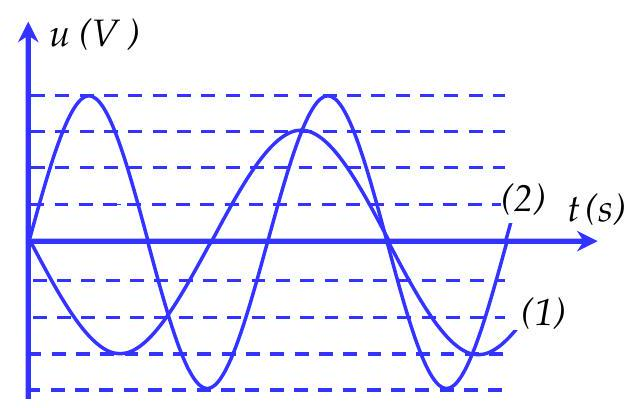 u (V )
(2)
t (s)
(1)